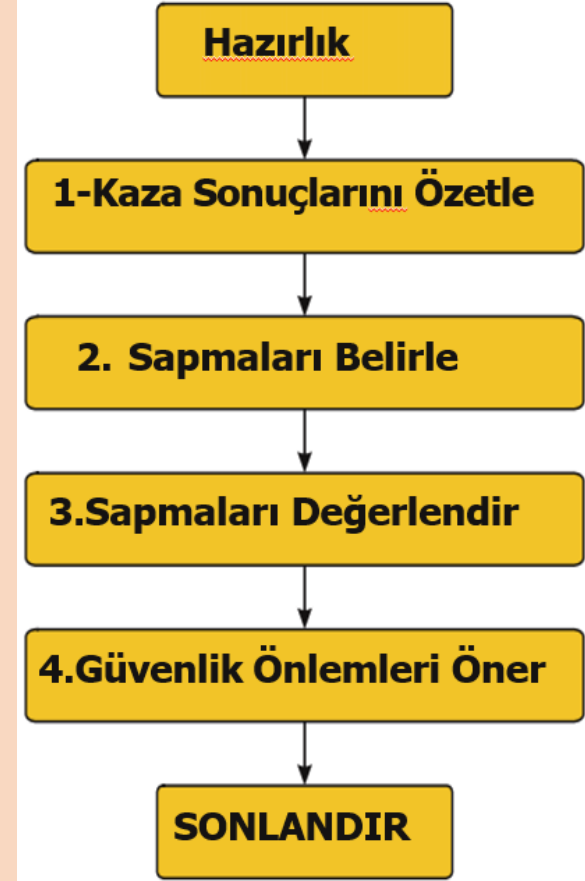 Hazırlık
1-Kaza Sonuçlarını Özetle
2. Sapmaları Belirle
3.Sapmaları Değerlendir
4.Güvenlik Önlemleri Öner
SONLANDIR